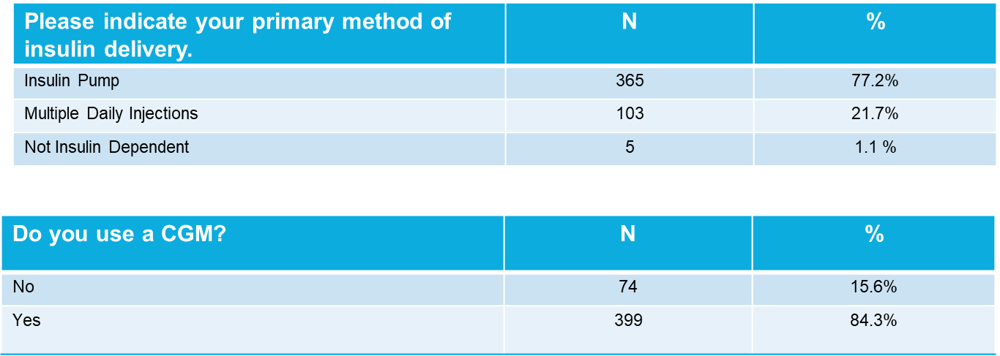 Please indicate your primary method of N %
insulin delivery.
Insulin Pump 365 77.2%
Multiple Daily Injections 103 21.7%
Not Insulin Dependent 5 1.1 %
Do you use a CGM? N %
No 74 15.6%
Yes 399 84.3%